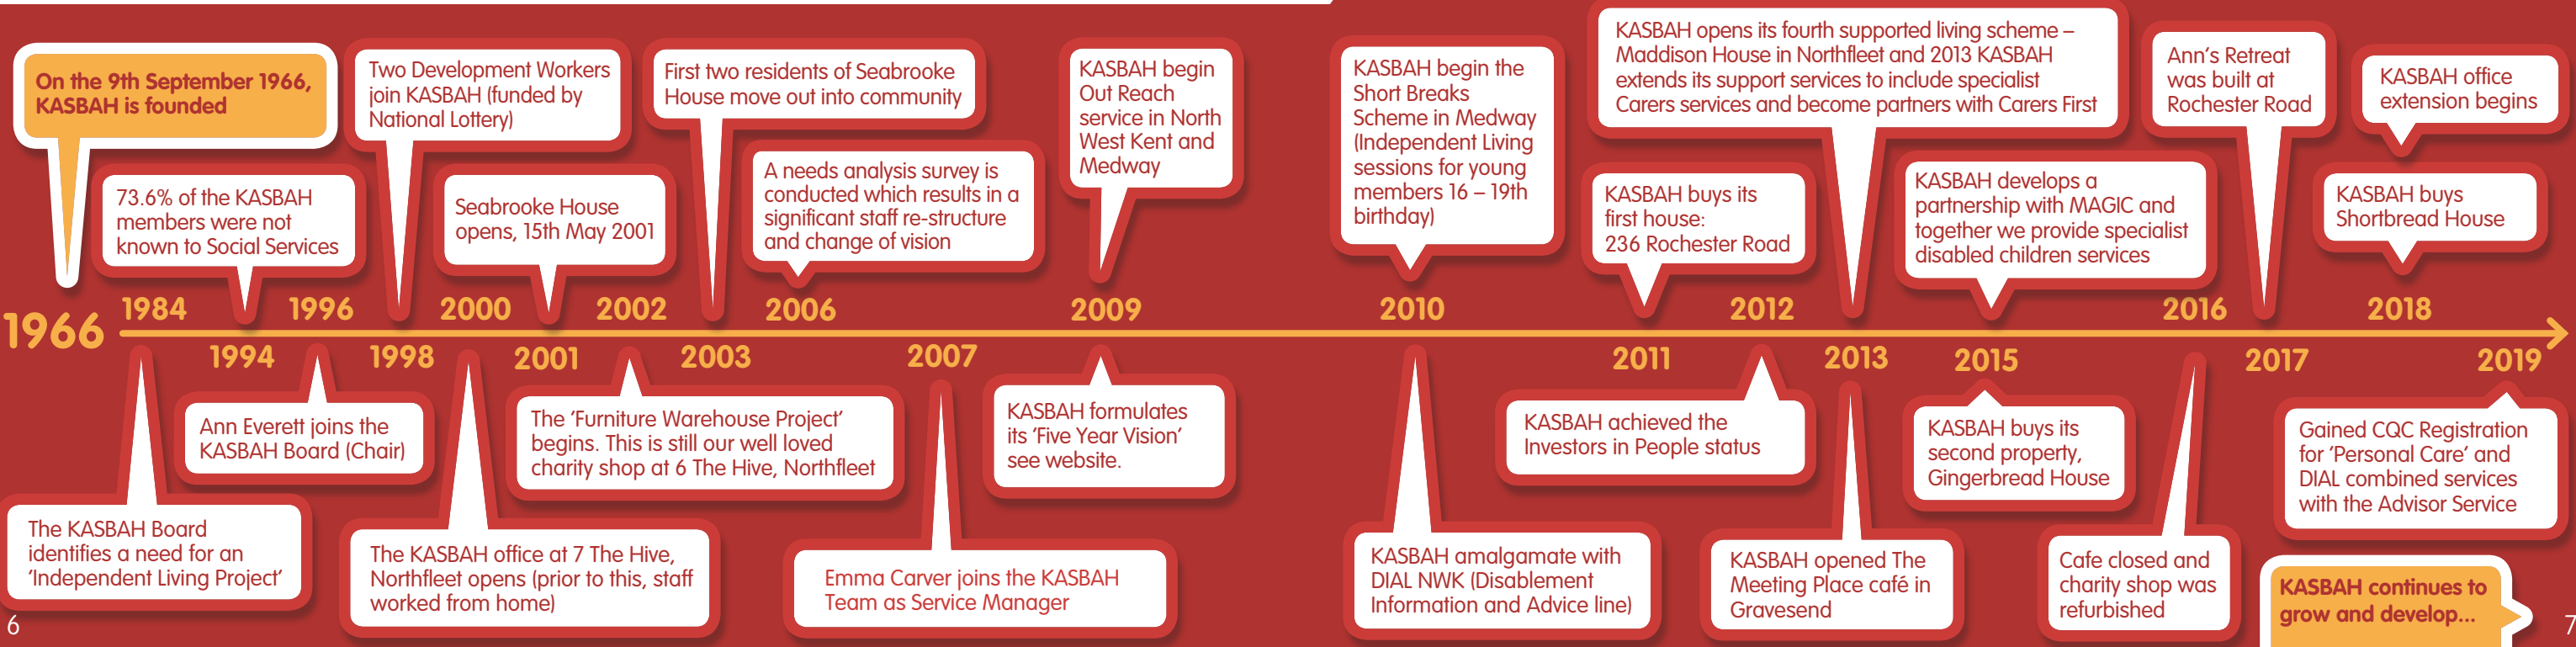 On the 9th September 1966,
KASBAH is founded
73.6% of the KASBAH
members were not
known to Social Services
Two Development Workers
join KASBAH (funded by
National Lottery)
Seabrooke House
opens, 15th May 2001
First two residents of Seabrooke
House move out into community
A needs analysis survey is
conducted which results in a
significant staff re-structure
and change of vision
KASBAH begin
Out Reach
service in North
West Kent and
Medway
KASBAH begin the
Short Breaks
Scheme in Medway
(Independent Living
sessions for young
members 16 – 19th
birthday)
KASBAH opens its fourth supported living scheme –
Maddison House in Northfleet and 2013 KASBAH
extends its support services to include specialist
Carers services and become partners with Carers First
KASBAH buys its
first house:
236 Rochester Road
KASBAH develops a
partnership with MAGIC and
together we provide specialist
disabled children services
Ann's Retreat
was built at
Rochester Road
KASBAH office
extension begins
KASBAH buys
Shortbread House
1966
1984
1994
1996
1998
2000
2001
2002
2003
2006
2007
2009
2010
2011
2012
2013
2015
2016
2017
2018
2019
The KASBAH Board
identifies a need for an
'Independent Living Project'
Ann Everett joins the
KASBAH Board (Chair)
The KASBAH office at 7 The Hive,
Northfleet opens (prior to this, staff
worked from home)
The 'Furniture Warehouse Project'
begins. This is still our well loved
charity shop at 6 The Hive, Northfleet
Emma Carver joins the KASBAH
Team as Service Manager
KASBAH formulates
its 'Five Year Vision'
see website.
KASBAH amalgamate with
DIAL NWK (Disablement
Information and Advice line)
KASBAH achieved the
Investors in People status
KASBAH opened The
Meeting Place café in
Gravesend
KASBAH buys its
second property,
Gingerbread House
Cafe closed and
charity shop was
refurbished
Gained CQC Registration
for 'Personal Care' and
DIAL combined services
with the Advisor Service
KASBAH continues to
grow and develop...
6
7